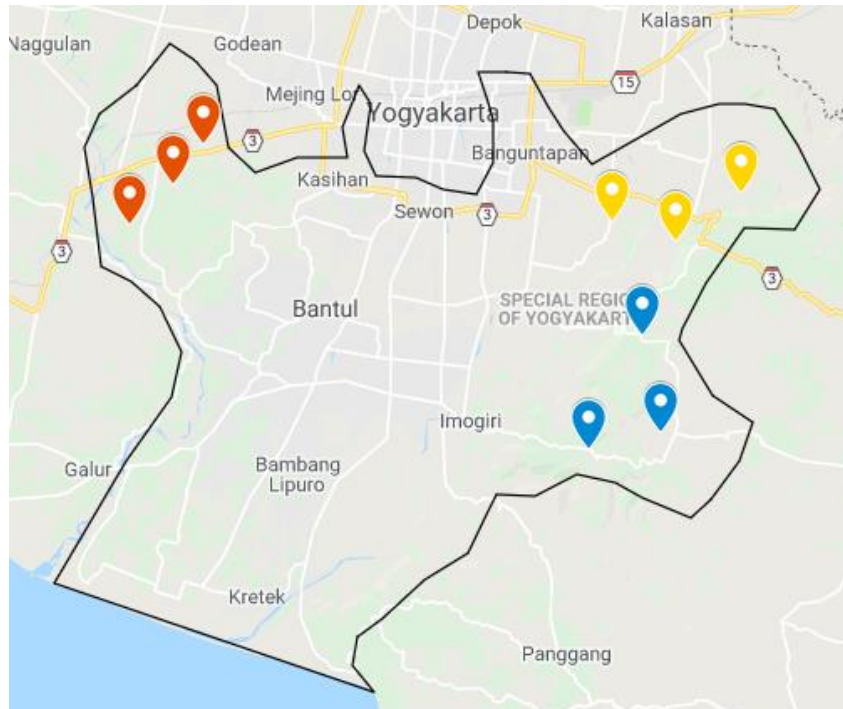 Naggulan
Godean
Depok
Kalasan
15
Mejing Lor
Yogyakarta
3
Banguntapan
Kasihan
Sewon
3
3
3
SPECIAL REGIO
OF YOGYAKART
Bantul
Imogiri
Galur
Bambang
Lipuro
Kretek
Panggang